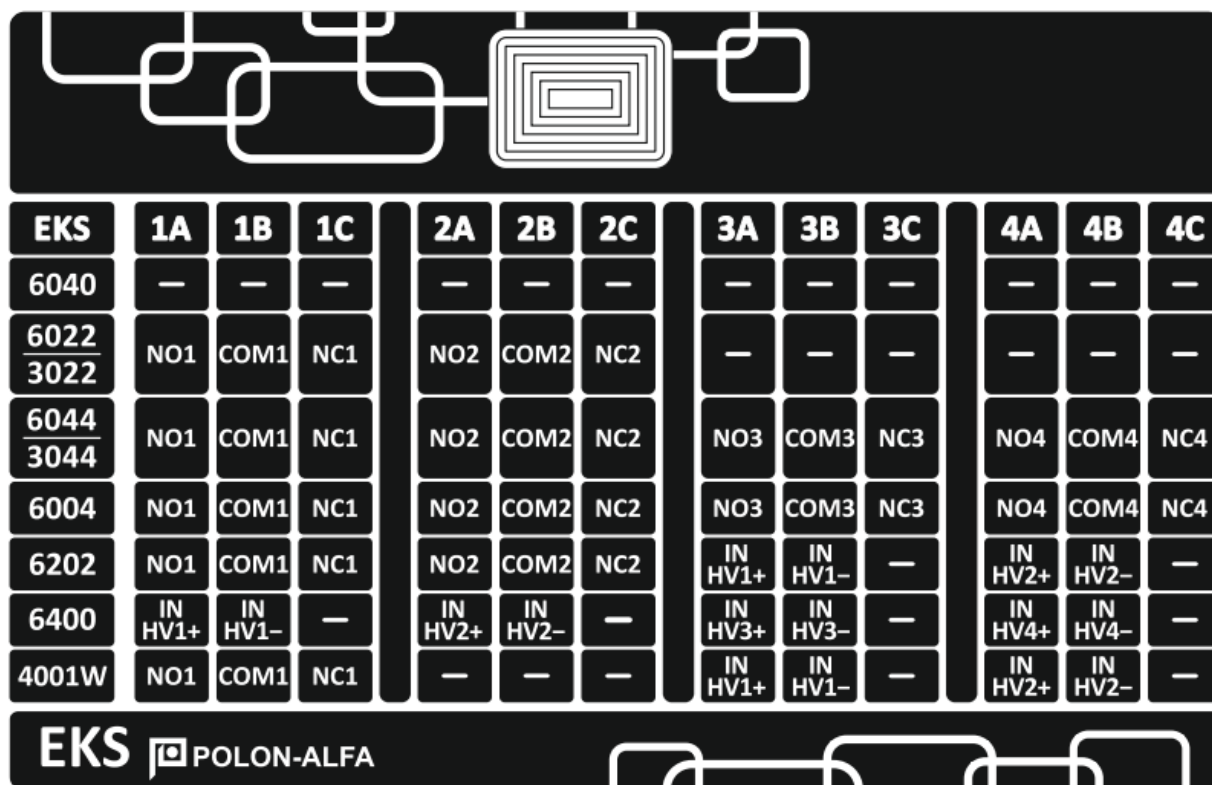 EKS 1A 1B 1C 2A 2B 2C 3A 3B 3C 4A 4B 4C
6040 – – – – – – – – – – – –
6022
3022 NO1 COM1 NC1 NO2 COM2 NC2 – – – – – –
6044
3044 NO1 COM1 NC1 NO2 COM2 NC2 NO3 COM3 NC3 NO4 COM4 NC4
6004 NO1 COM1 NC1 NO2 COM2 NC2 NO3 COM3 NC3 NO4 COM4 NC4
6202 NO1 COM1 NC1 NO2 COM2 NC2 IN HV1+ IN HV1– – IN HV2+ IN HV2– –
6400 IN HV1+ IN HV1– – IN HV2+ IN HV2– – IN HV3+ IN HV3– – IN HV4+ IN HV4– –
4001W NO1 COM1 NC1 – – – IN HV1+ IN HV1– – IN HV2+ IN HV2– –
EKS POLON-ALFA